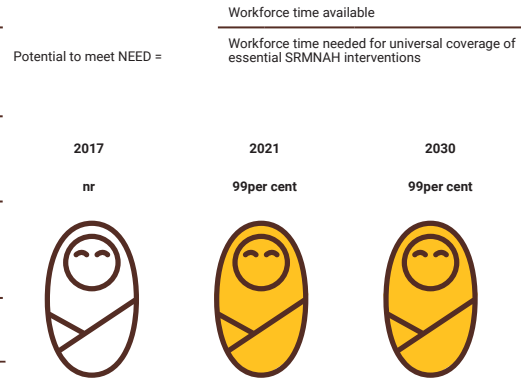 Workforce time available
Potential to meet NEED =
Workforce time needed for universal coverage of
essential SRMNAH interventions
2017
2021
2030
nr
99per cent
99per cent